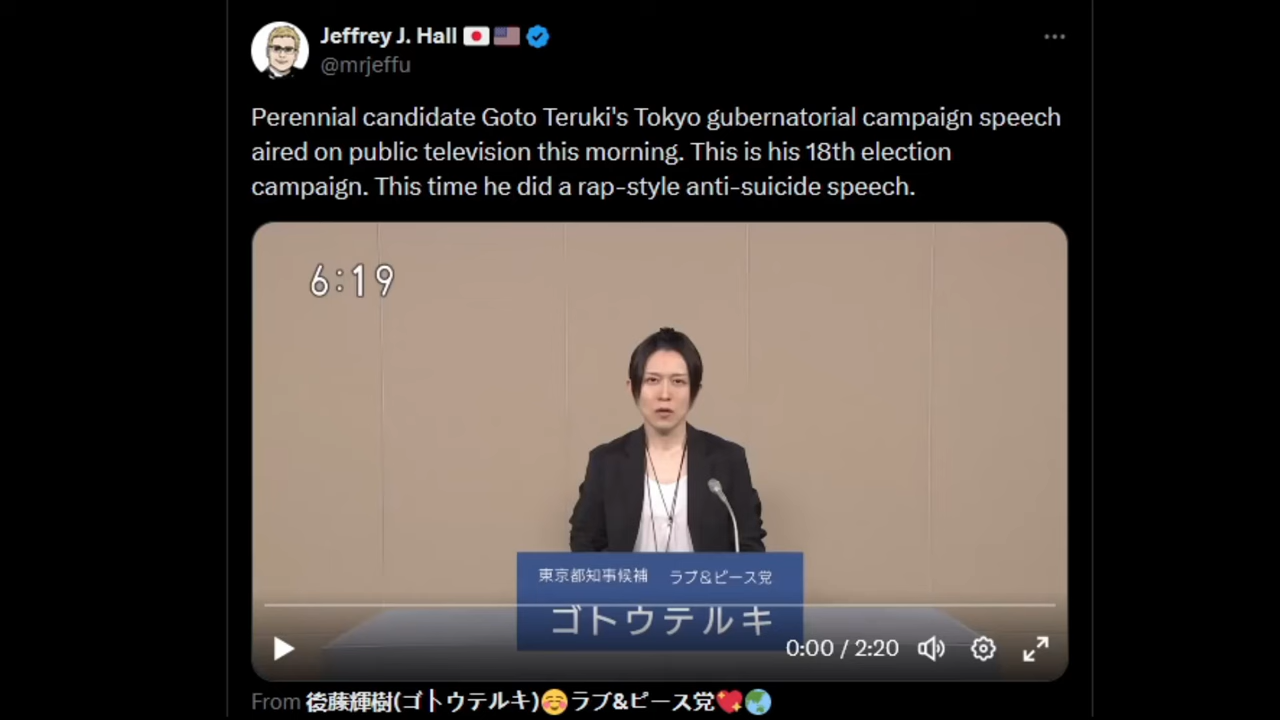 Jeffrey J. Hall 🇯🇵🇺🇸
@mrjeffu
Perennial candidate Goto Teruki's Tokyo gubernatorial campaign speech
aired on public television this morning. This is his 18th election
campaign. This time he did a rap-style anti-suicide speech.
6:19
東京都知事候補 ラブ&ピース党
ゴトウテルキ
0:00 / 2:20
From 後藤輝樹(ゴトウテルキ)☺️ラブ&ピース党💖🌏